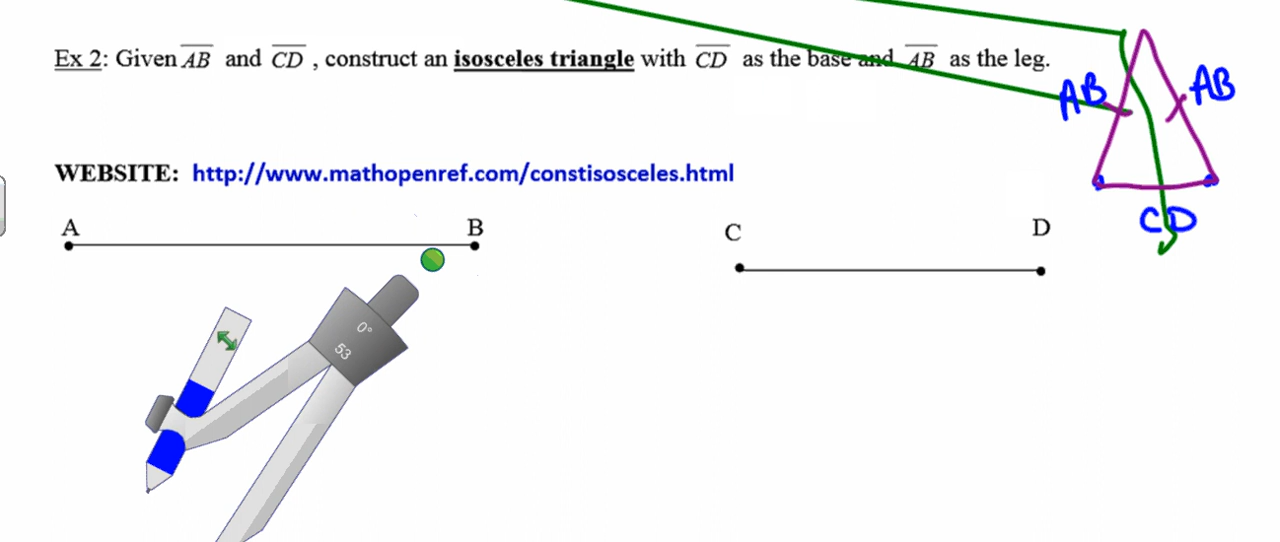 Ex 2: Given AB and CD , construct an isosceles triangle with CD as the base and AB as the leg.
AB AB
WEBSITE: http://www.mathopenref.com/constisosceles.html
CD
A B C D
0°
53